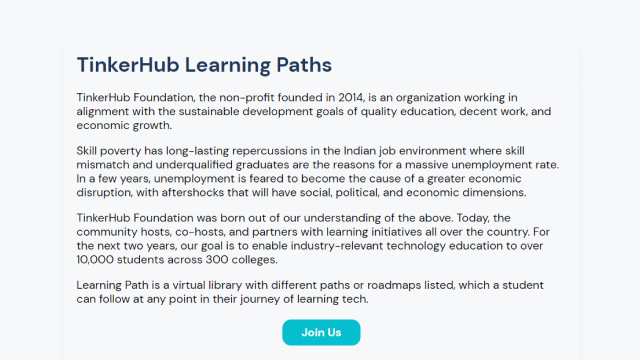 TinkerHub Learning Paths
TinkerHub Foundation, the non-profit founded in 2014, is an organization working in
alignment with the sustainable development goals of quality education, decent work, and
economic growth.
Skill poverty has long-lasting repercussions in the Indian job environment where skill
mismatch and underqualified graduates are the reasons for a massive unemployment rate.
In a few years, unemployment is feared to become the cause of a greater economic
disruption, with aftershocks that will have social, political, and economic dimensions.
TinkerHub Foundation was born out of our understanding of the above. Today, the
community hosts, co-hosts, and partners with learning initiatives all over the country. For
the next two years, our goal is to enable industry-relevant technology education to over
10,000 students across 300 colleges.
Learning Path is a virtual library with different paths or roadmaps listed, which a student
can follow at any point in their journey of learning tech.
Join Us